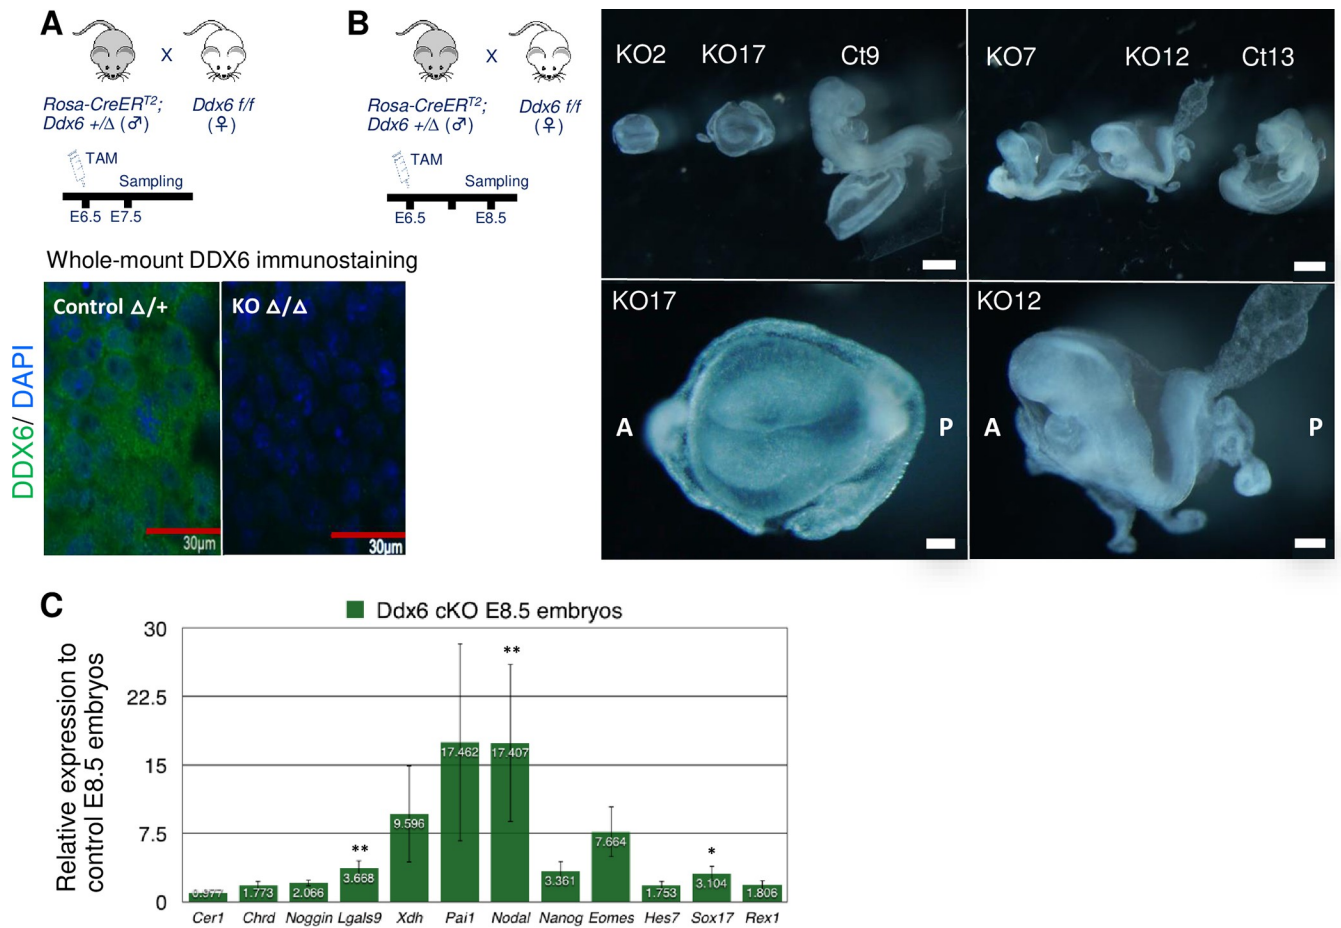 A
X
Rosa-CreERT2;
Ddx6 +/Δ (♂)
Ddx6 f/f
(♀)
TAM
Sampling
E6.5 E7.5
Whole-mount DDX6 immunostaining
Control Δ/+
KO Δ/Δ
DDX6/ DAPI
30μm
30μm
B
X
Rosa-CreERT2;
Ddx6 +/Δ (♂)
Ddx6 f/f
(♀)
TAM
Sampling
E6.5 E8.5
KO2 KO17 Ct9
KO7 KO12 Ct13
KO17
A P
KO12
A P
C
Ddx6 cKO E8.5 embryos
Relative expression to
control E8.5 embryos
30
22.5
15
7.5
0
0.977
1.773
2.066
**
3.668
9.596
17.462
**
17.407
3.361
7.664
1.753
*
3.104
1.806
Cer1 Chrd Noggin Lgals9 Xdh Pai1 Nodal Nanog Eomes Hes7 Sox17 Rex1